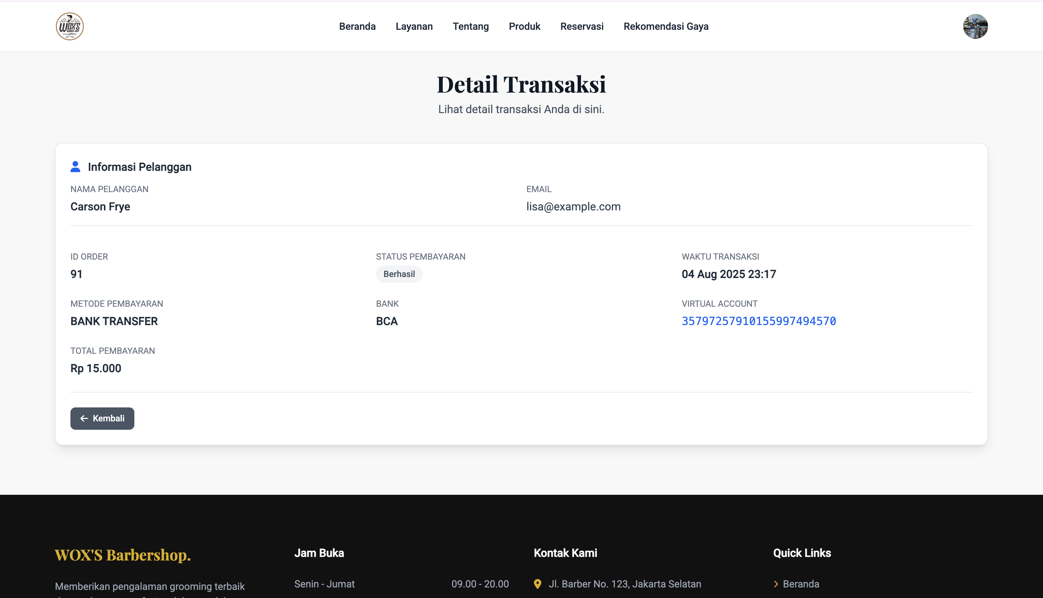 WOX'S
Beranda Layanan Tentang Produk Reservasi Rekomendasi Gaya
Detail Transaksi
Lihat detail transaksi Anda di sini.
Informasi Pelanggan
NAMA PELANGGAN
Carson Frye
EMAIL
lisa@example.com
ID ORDER
91
STATUS PEMBAYARAN
Berhasil
WAKTU TRANSAKSI
04 Aug 2025 23:17
METODE PEMBAYARAN
BANK TRANSFER
BANK
BCA
VIRTUAL ACCOUNT
35797257910155997494570
TOTAL PEMBAYARAN
Rp 15.000
Kembali
WOX'S Barbershop.
Memberikan pengalaman grooming terbaik
Jam Buka
Senin - Jumat 09.00 - 20.00
Kontak Kami
Jl. Barber No. 123, Jakarta Selatan
Quick Links
Beranda